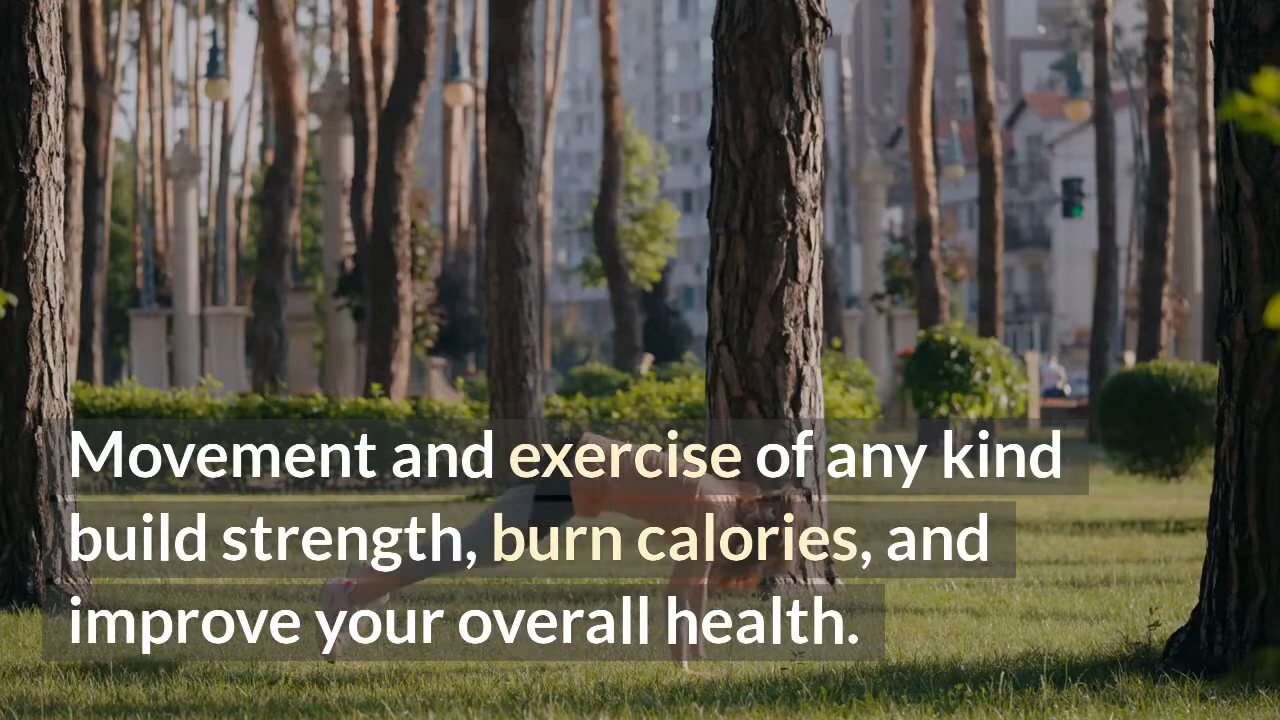 Movement and exercise of any kind
build strength, burn calories, and
improve your overall health.